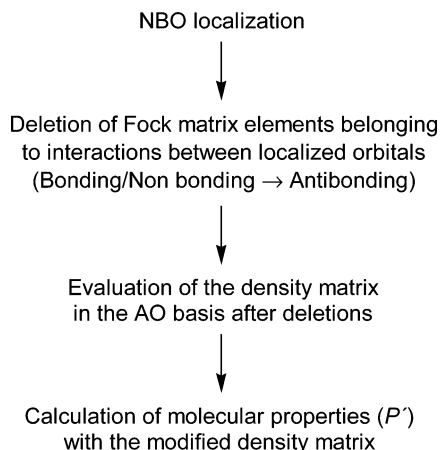 NBO localization
Deletion of Fock matrix elements belonging
to interactions between localized orbitals
(Bonding/Non bonding → Antibonding)
Evaluation of the density matrix
in the AO basis after deletions
Calculation of molecular properties (P´)
with the modified density matrix